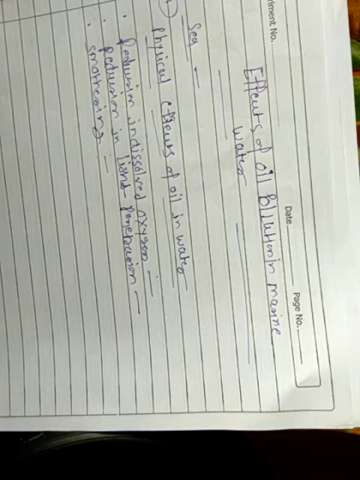 riment No.
Date
Page No.
Effects of oil Pollution in marine
water
Sea
Physical effects of oil in water
• Reduction in dissolved oxygen
• Reduction in light penetration
• smothering